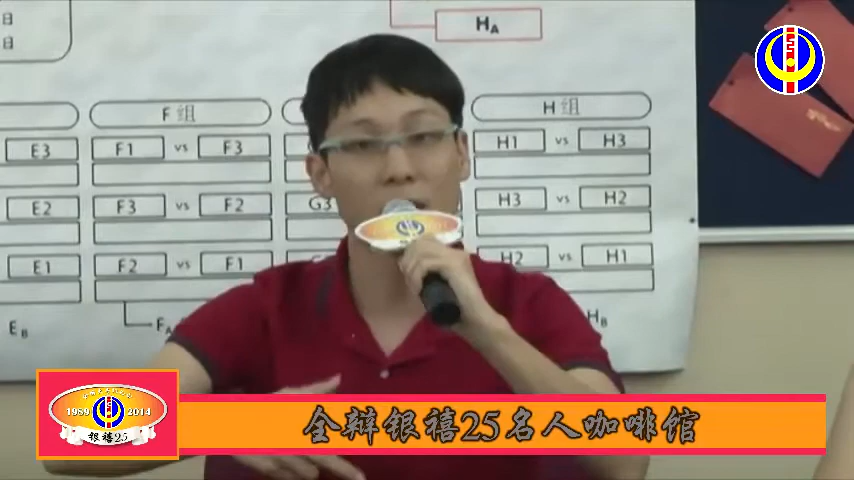 日
日
HA
F组
H组
E3
F1 vs F3
H1 vs H3
E2
F3 vs F2
G3
H3 vs H2
E1
F2 vs F1
H2 vs H1
EB
FA
HB
1989 2014
银禧25
全辩银禧25名人咖啡馆